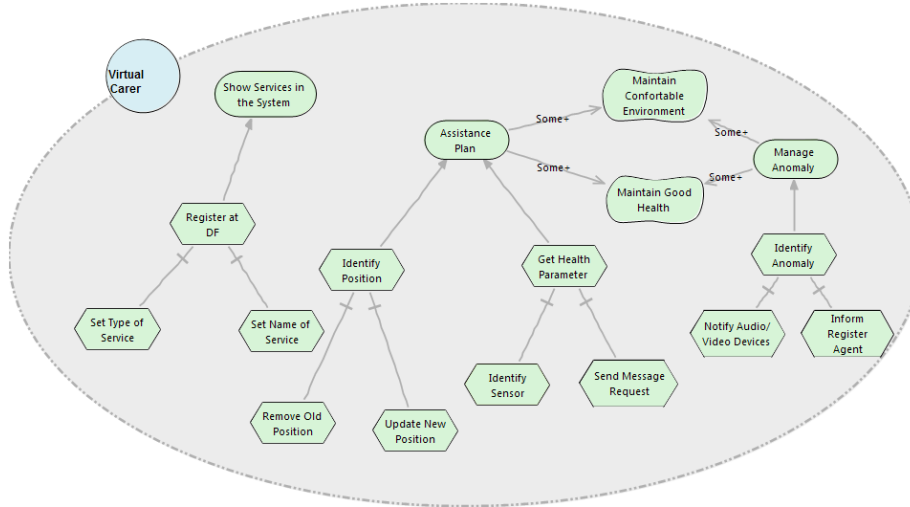 Virtual
Carer
Show Services in
the System
Maintain
Confortable
Environment
Some+
Some+
Assistance
Plan
Manage
Anomaly
Some+
Some+
Maintain Good
Health
Register at
DF
Identify
Position
Get Health
Parameter
Identify
Anomaly
Set Type of
Service
Set Name of
Service
Notify Audio/
Video Devices
Inform
Register
Agent
Identify
Sensor
Send Message
Request
Remove Old
Position
Update New
Position